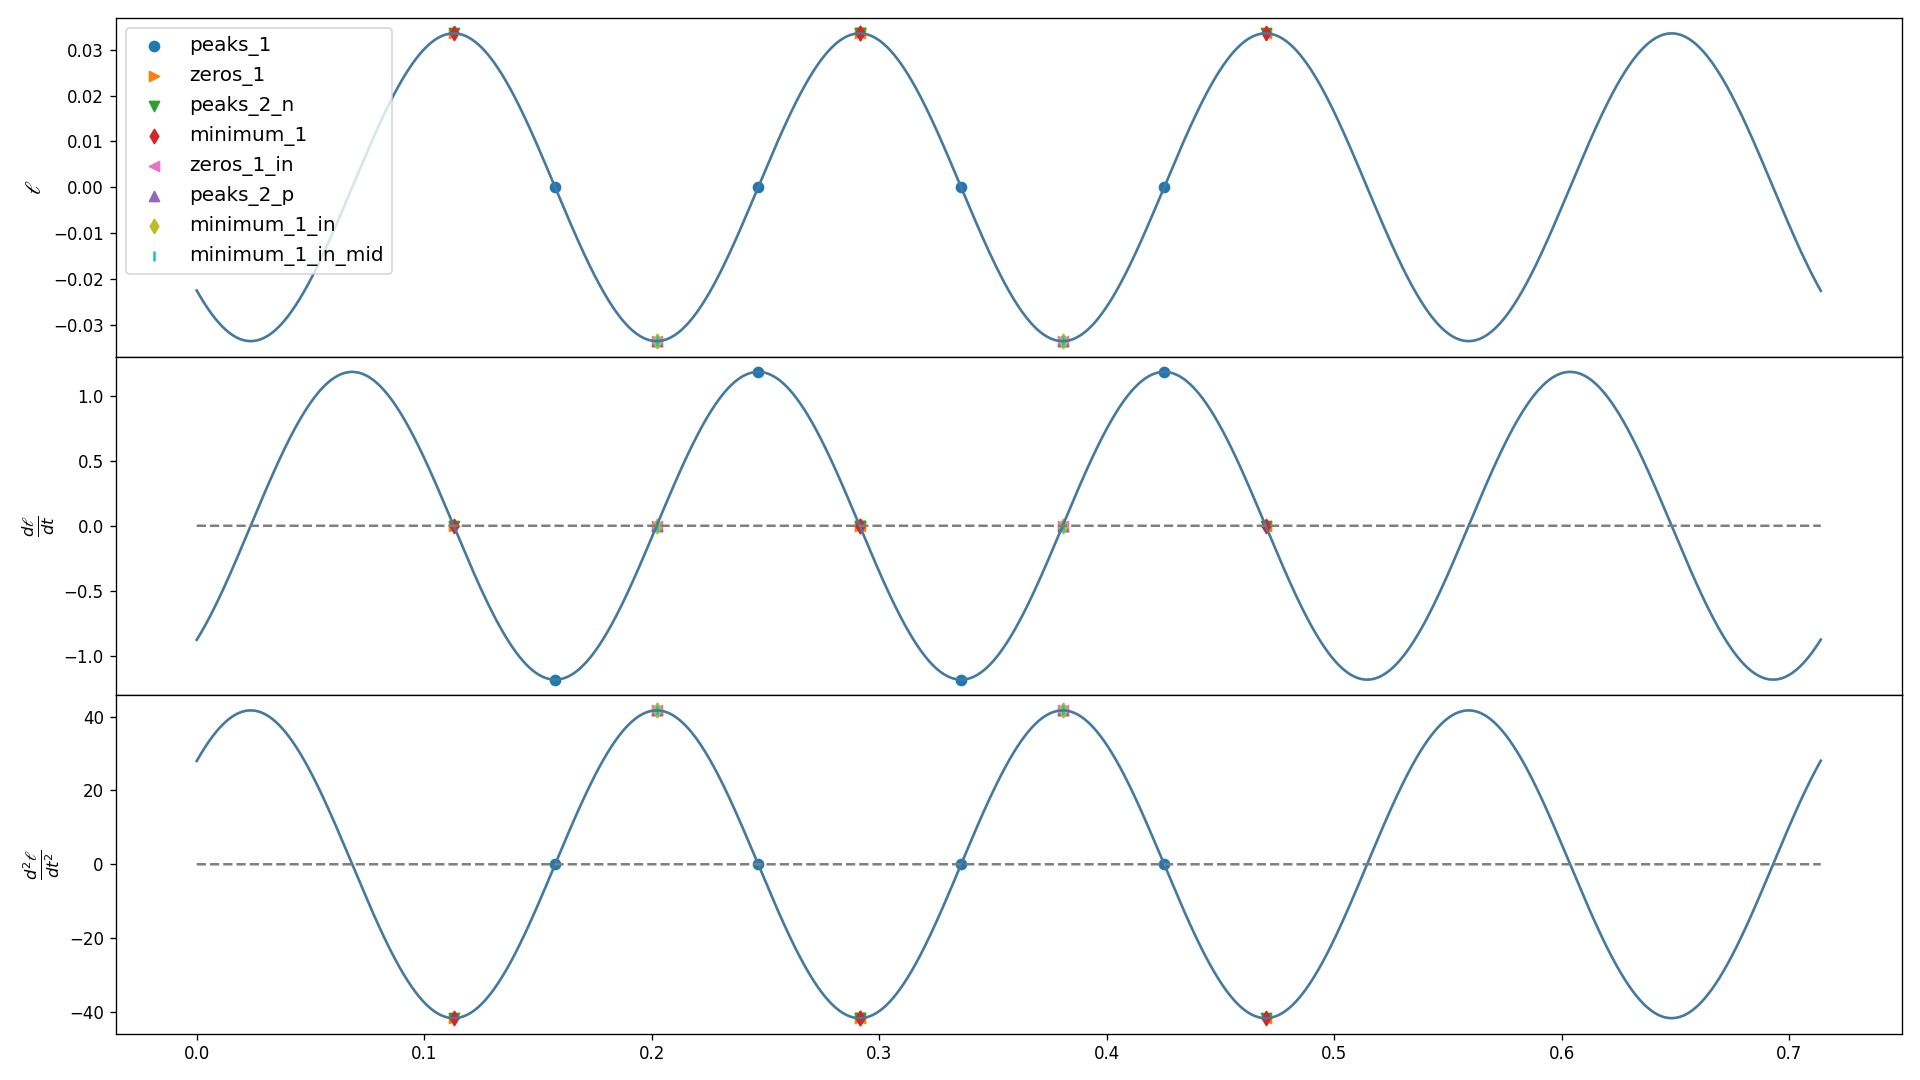 peaks_1
zeros_1
peaks_2_n
minimum_1
zeros_1_in
peaks_2_p
minimum_1_in
minimum_1_in_mid
0.03
0.02
0.01
0.00
−0.01
−0.02
−0.03
ℓ
1.0
0.5
0.0
−0.5
−1.0
dℓ
dt
40
20
0
−20
−40
d²ℓ
dt²
0.0 0.1 0.2 0.3 0.4 0.5 0.6 0.7